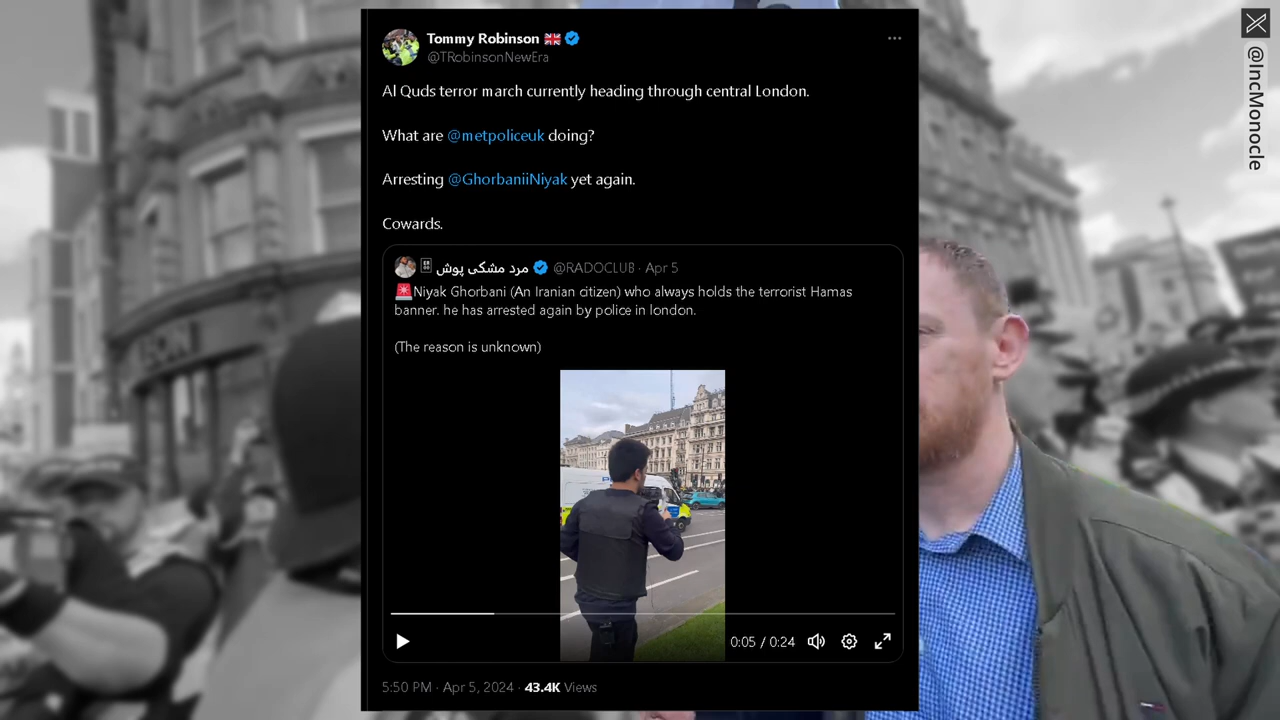 Tommy Robinson 🇬🇧
@TRobinsonNewEra
Al Quds terror march currently heading through central London.
What are @metpoliceuk doing?
Arresting @GhorbaniiNiyak yet again.
Cowards.
مرد مشکی پوش @RADOCLUB · Apr 5
🚨Niyak Ghorbani (An Iranian citizen) who always holds the terrorist Hamas
banner. he has arrested again by police in london.
(The reason is unknown)
0:05 / 0:24
5:50 PM · Apr 5, 2024 · 43.4K Views
@IncMonocle